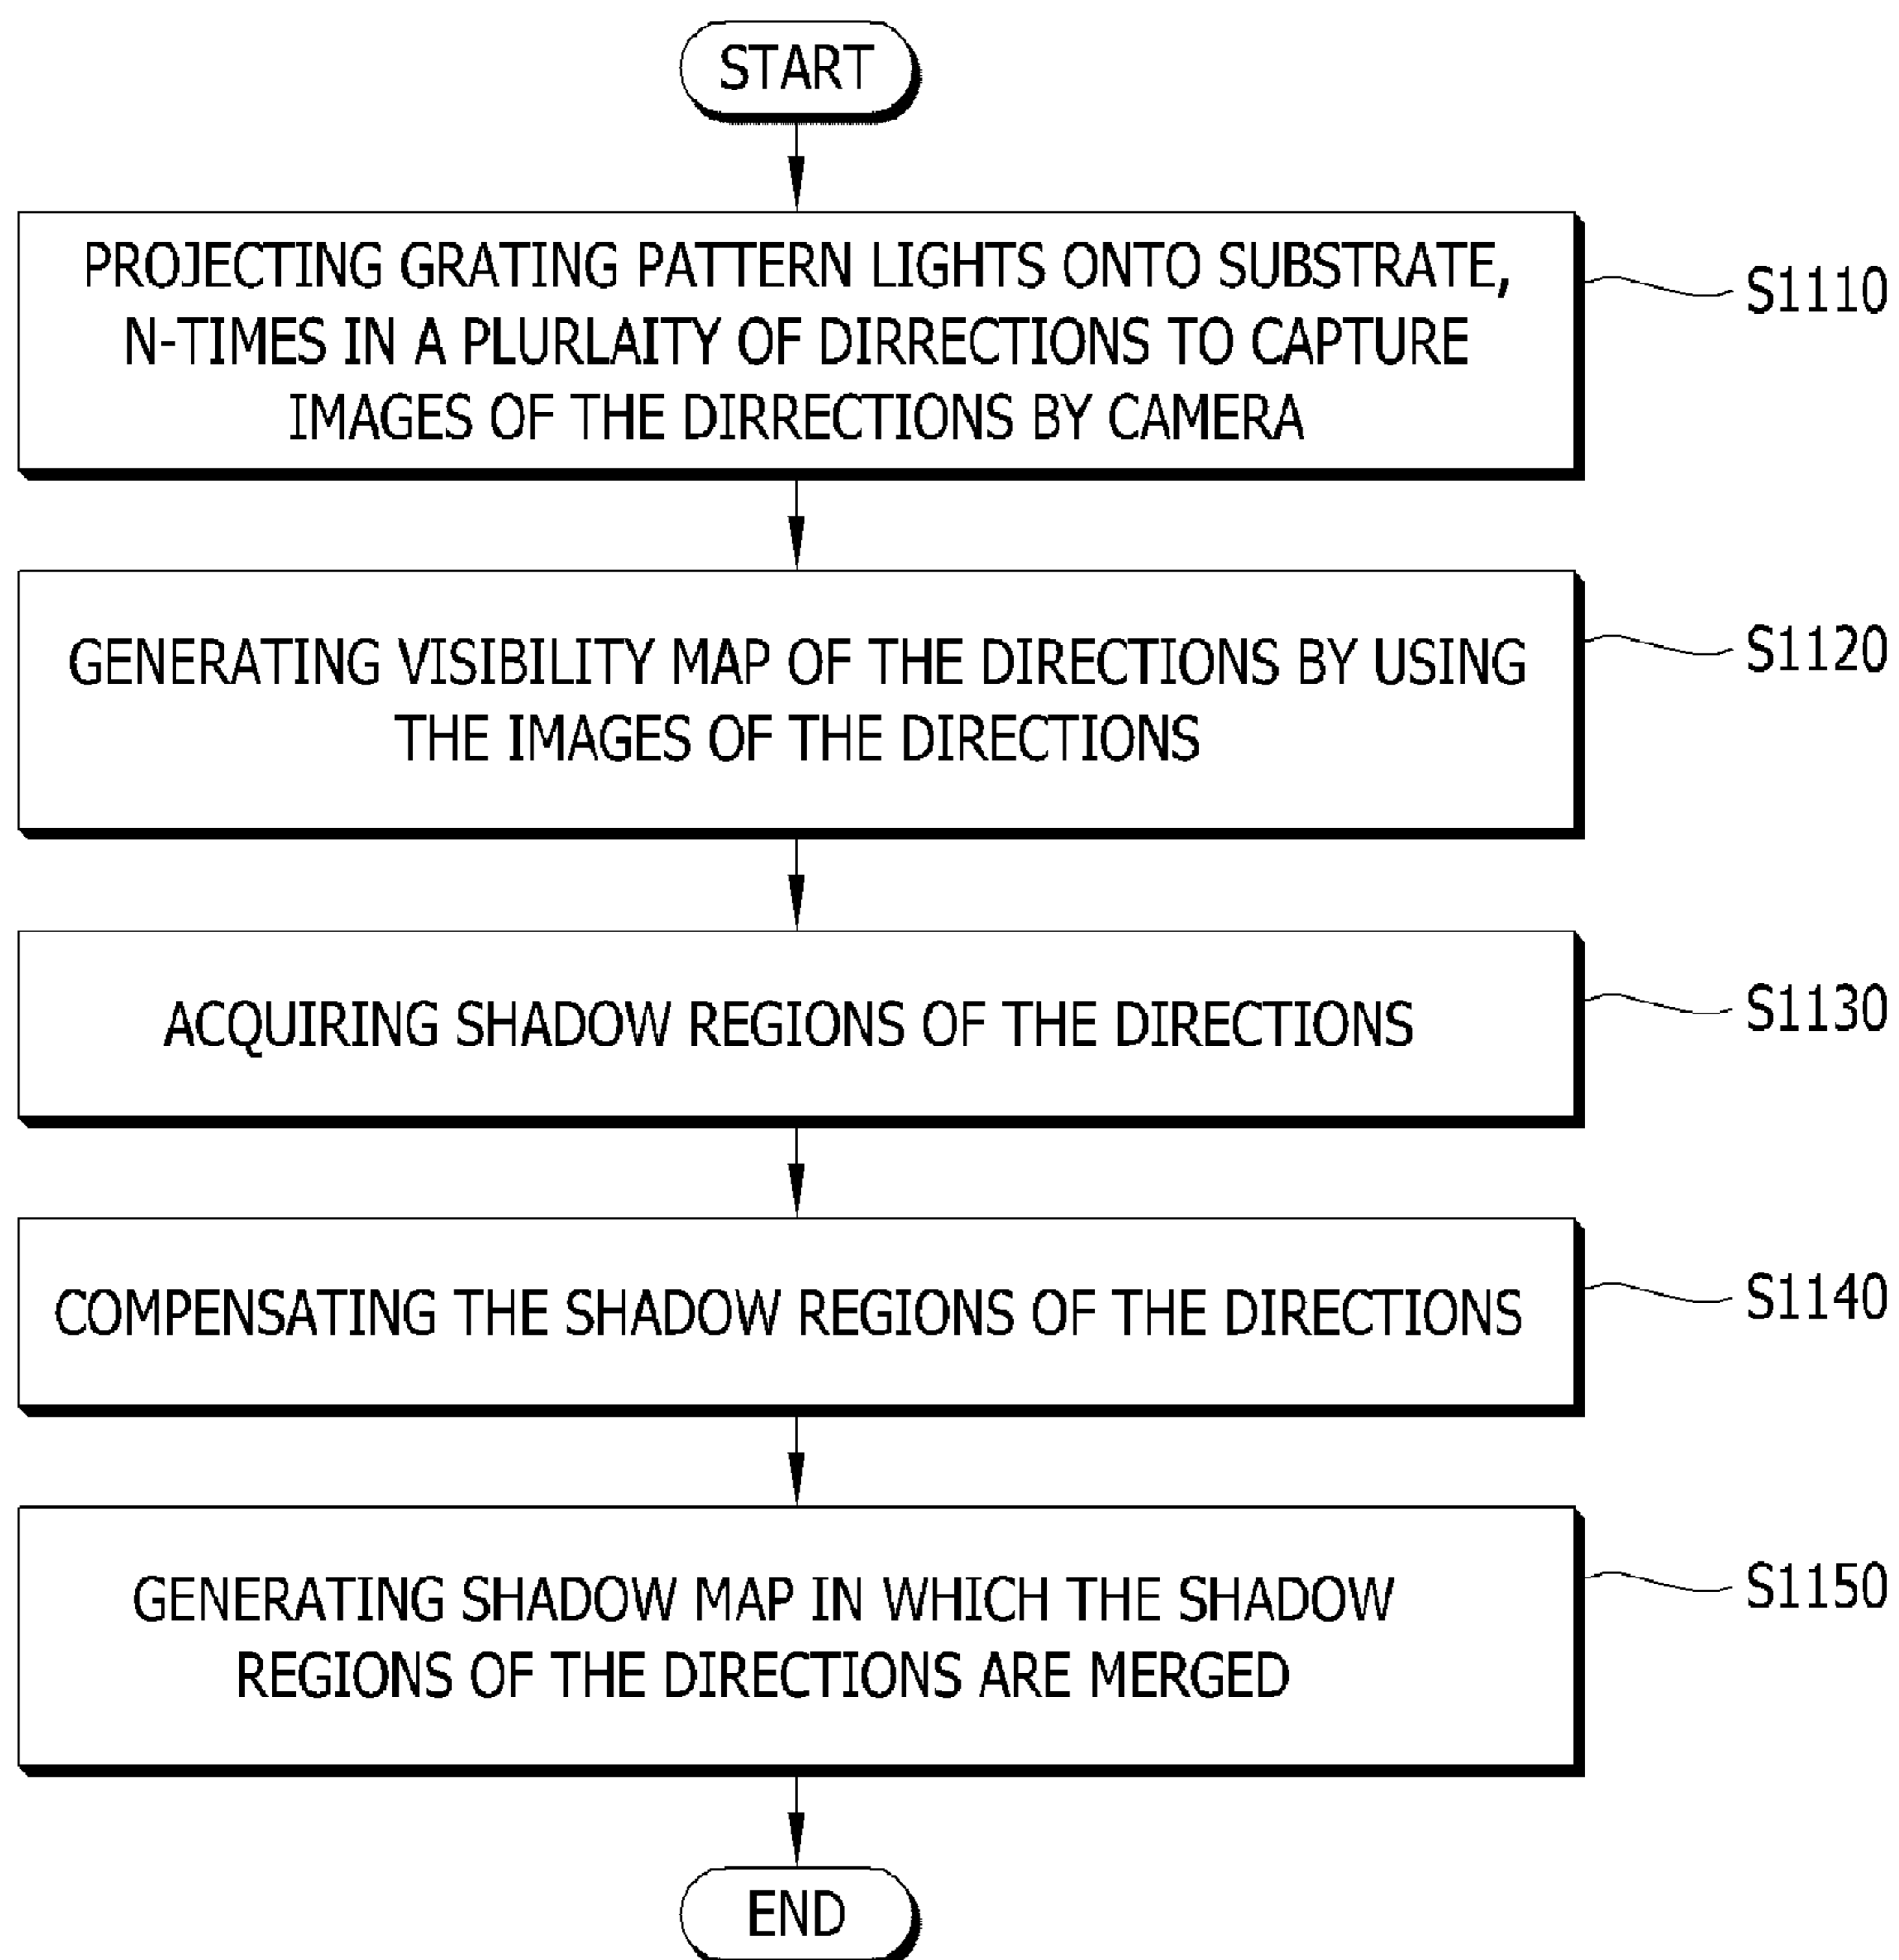 START
PROJECTING GRATING PATTERN LIGHTS ONTO SUBSTRATE,
N-TIMES IN A PLURLAITY OF DIRRECTIONS TO CAPTURE
IMAGES OF THE DIRRECTIONS BY CAMERA
S1110
GENERATING VISIBILITY MAP OF THE DIRECTIONS BY USING
THE IMAGES OF THE DIRECTIONS
S1120
ACQUIRING SHADOW REGIONS OF THE DIRECTIONS
S1130
COMPENSATING THE SHADOW REGIONS OF THE DIRECTIONS
S1140
GENERATING SHADOW MAP IN WHICH THE SHADOW
REGIONS OF THE DIRECTIONS ARE MERGED
S1150
END